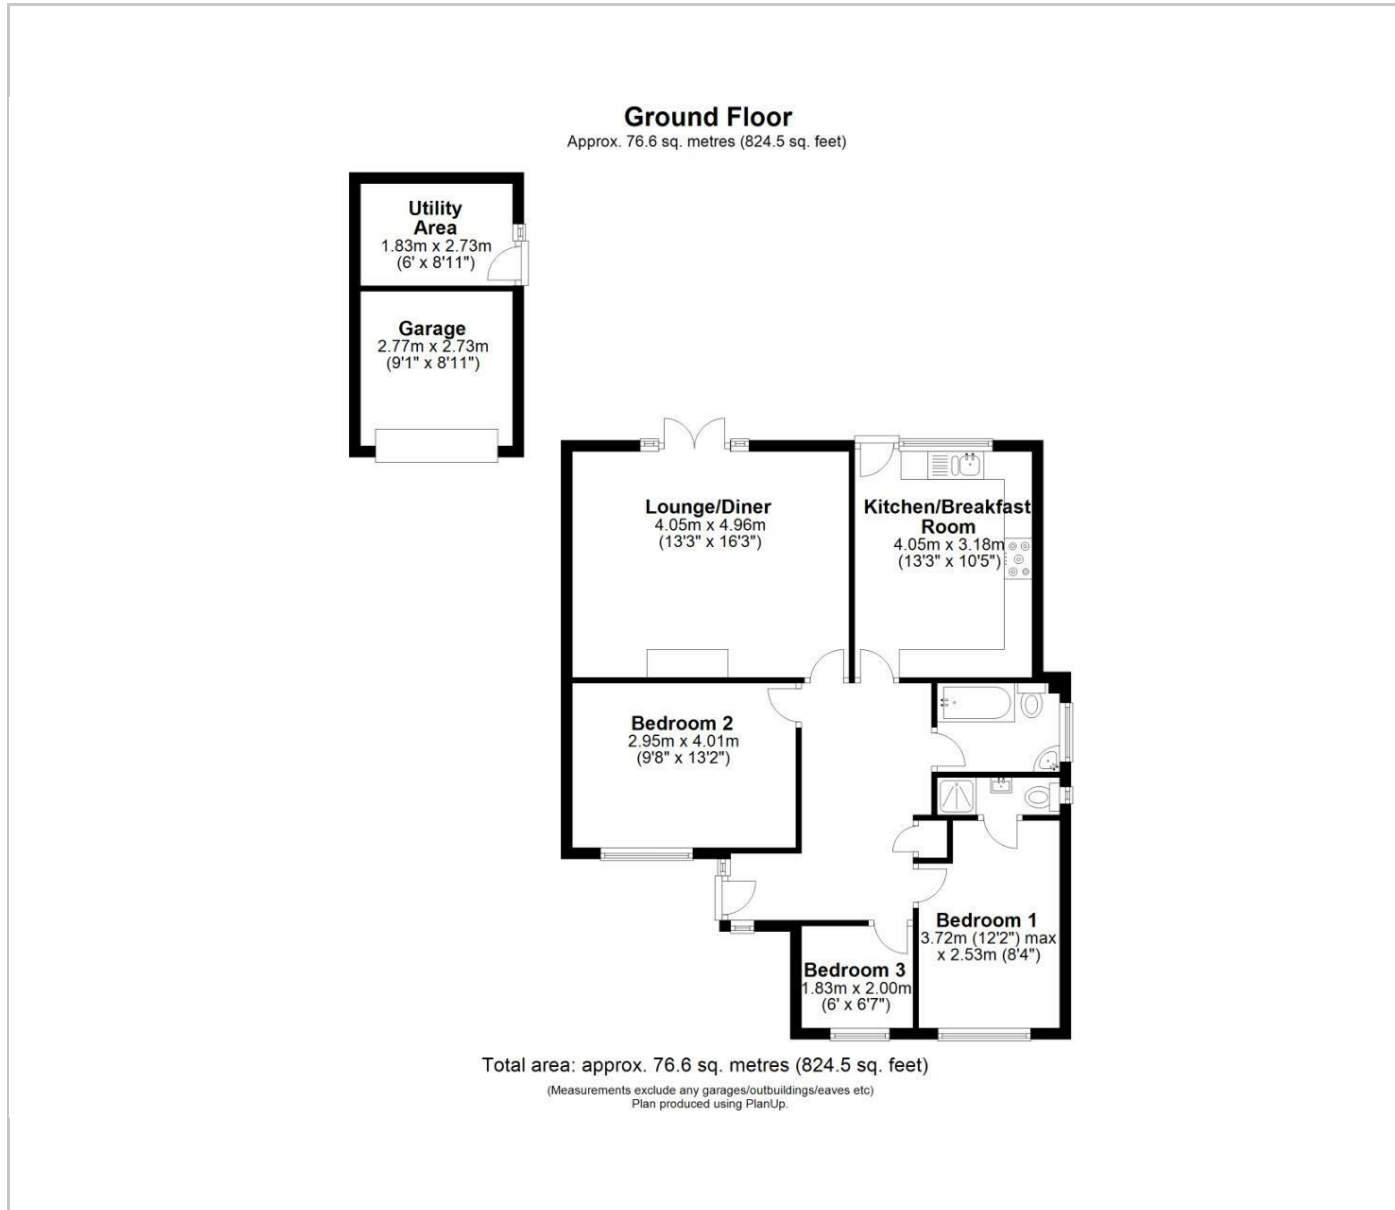 Ground Floor
Approx. 76.6 sq. metres (824.5 sq. feet)
Utility
Area
1.83m x 2.73m
(6' x 8'11")
Garage
2.77m x 2.73m
(9'1" x 8'11")
Lounge/Diner
4.05m x 4.96m
(13'3" x 16'3")
Kitchen/Breakfast
Room
4.05m x 3.18m
(13'3" x 10'5")
Bedroom 2
2.95m x 4.01m
(9'8" x 13'2")
Bedroom 1
3.72m (12'2") max
x 2.53m (8'4")
Bedroom 3
1.83m x 2.00m
(6' x 6'7")
Total area: approx. 76.6 sq. metres (824.5 sq. feet)
(Measurements exclude any garages/outbuildings/eaves etc)
Plan produced using PlanUp.